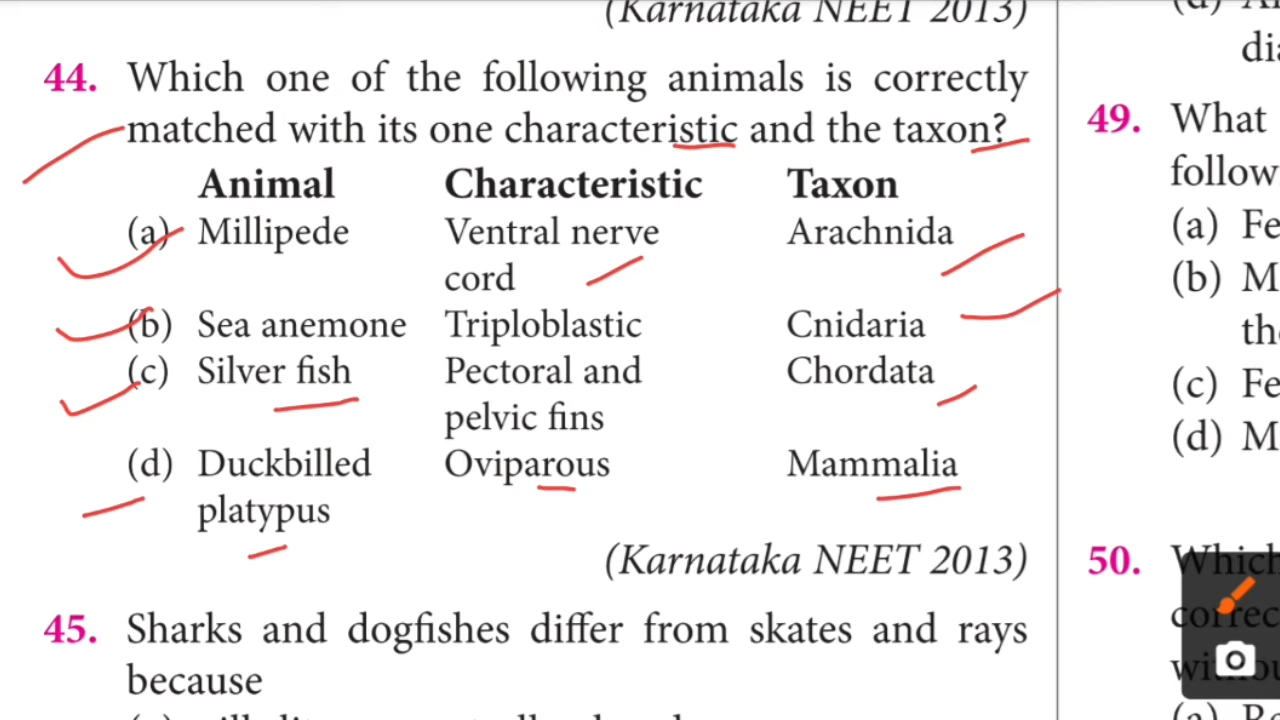 (Karnataka NEET 2013)
44. Which one of the following animals is correctly
matched with its one characteristic and the taxon?
Animal Characteristic Taxon
(a) Millipede Ventral nerve Arachnida
cord
(b) Sea anemone Triploblastic Cnidaria
(c) Silver fish Pectoral and Chordata
pelvic fins
(d) Duckbilled Oviparous Mammalia
platypus
(Karnataka NEET 2013)
45. Sharks and dogfishes differ from skates and rays
because
(d)
dia
49. What
follow
(a) Fe
(b) M
the
(c) Fe
(d) M
50. Which
correc